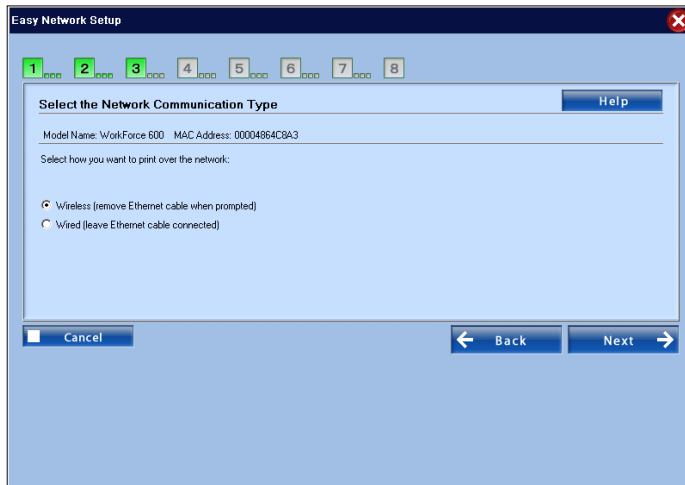 Easy Network Setup
1 2 3 4 5 6 7 8
Select the Network Communication Type Help
Model Name: WorkForce 600 MAC Address: 00004864C8A3
Select how you want to print over the network:
Wireless (remove Ethernet cable when prompted)
Wired (leave Ethernet cable connected)
Cancel Back Next